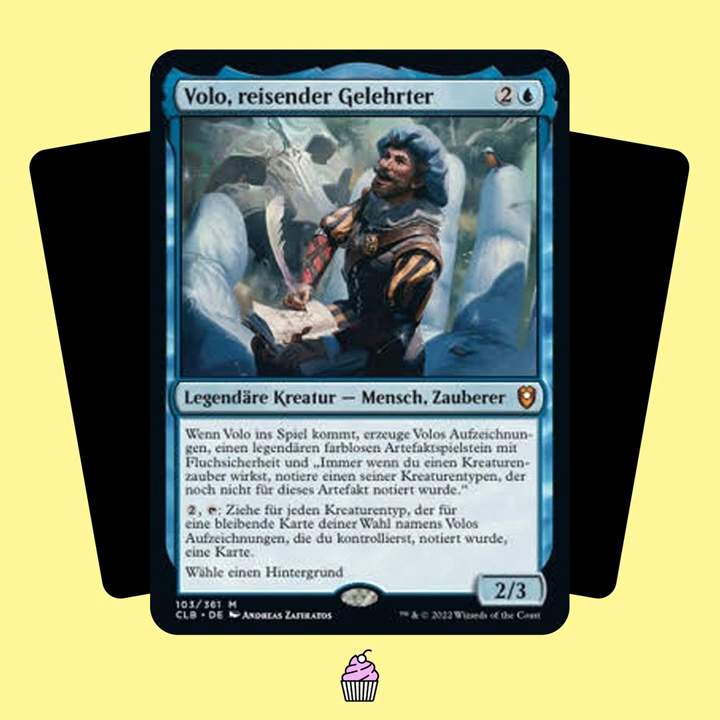 Volo, reisender Gelehrter 2
Legendäre Kreatur — Mensch, Zauberer
Wenn Volo ins Spiel kommt, erzeuge Volos Aufzeichnun-
gen, einen legendären farblosen Artefaktspielstein mit
Fluchsicherheit und „Immer wenn du einen Kreaturen-
zauber wirkst, notiere einen seiner Kreaturentypen, der
noch nicht für dieses Artefakt notiert wurde.“
2, : Ziehe für jeden Kreaturentyp, der für
eine bleibende Karte deiner Wahl namens Volos
Aufzeichnungen, die du kontrollierst, notiert wurde,
eine Karte.
Wähle einen Hintergrund
2/3
103/361 M
CLB • DE Andreas Zafiratos ™ & © 2022 Wizards of the Coast